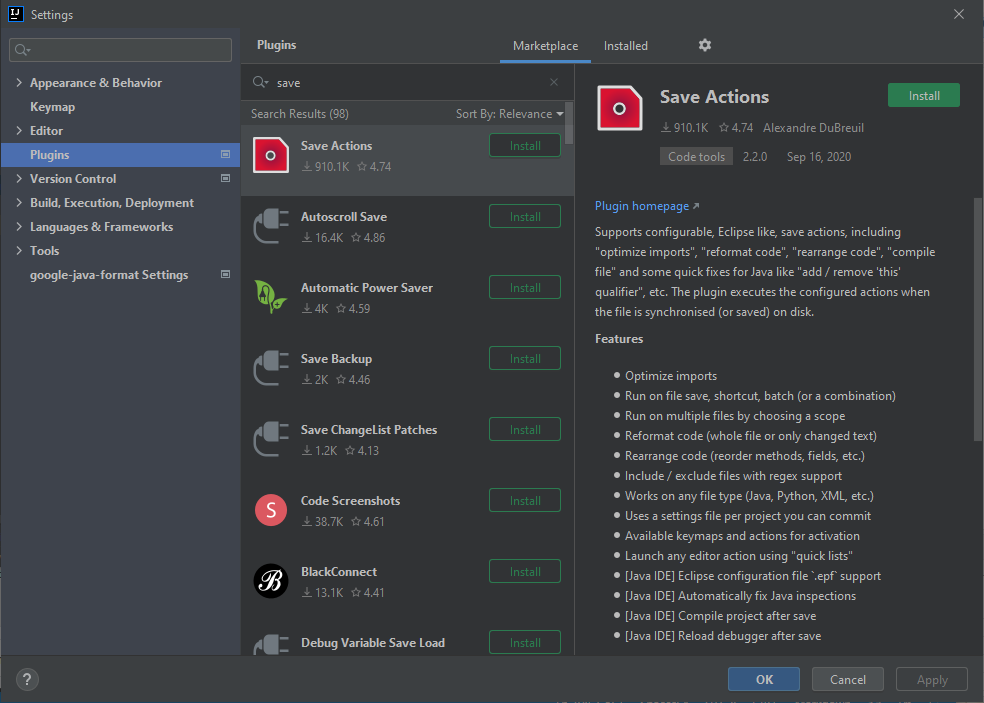 Settings
Appearance & Behavior
Keymap
Editor
Plugins
Version Control
Build, Execution, Deployment
Languages & Frameworks
Tools
google-java-format Settings
Plugins
Marketplace
Installed
save
Search Results (98)
Sort By: Relevance
Save Actions
Install
910.1K 4.74
Autoscroll Save
Install
16.4K 4.86
Automatic Power Saver
Install
4K 4.59
Save Backup
Install
2K 4.46
Save ChangeList Patches
Install
1.2K 4.13
S
Code Screenshots
Install
38.7K 4.61
B
BlackConnect
Install
13.1K 4.41
Debug Variable Save Load
Install
Save Actions
Install
910.1K 4.74 Alexandre DuBreuil
Code tools 2.2.0 Sep 16, 2020
Plugin homepage
Supports configurable, Eclipse like, save actions, including
"optimize imports", "reformat code", "rearrange code", "compile
file" and some quick fixes for Java like "add / remove 'this'
qualifier", etc. The plugin executes the configured actions when
the file is synchronised (or saved) on disk.
Features
Optimize imports
Run on file save, shortcut, batch (or a combination)
Run on multiple files by choosing a scope
Reformat code (whole file or only changed text)
Rearrange code (reorder methods, fields, etc.)
Include / exclude files with regex support
Works on any file type (Java, Python, XML, etc.)
Uses a settings file per project you can commit
Available keymaps and actions for activation
Launch any editor action using "quick lists"
[Java IDE] Eclipse configuration file `.epf` support
[Java IDE] Automatically fix Java inspections
[Java IDE] Compile project after save
[Java IDE] Reload debugger after save
?
OK
Cancel
Apply